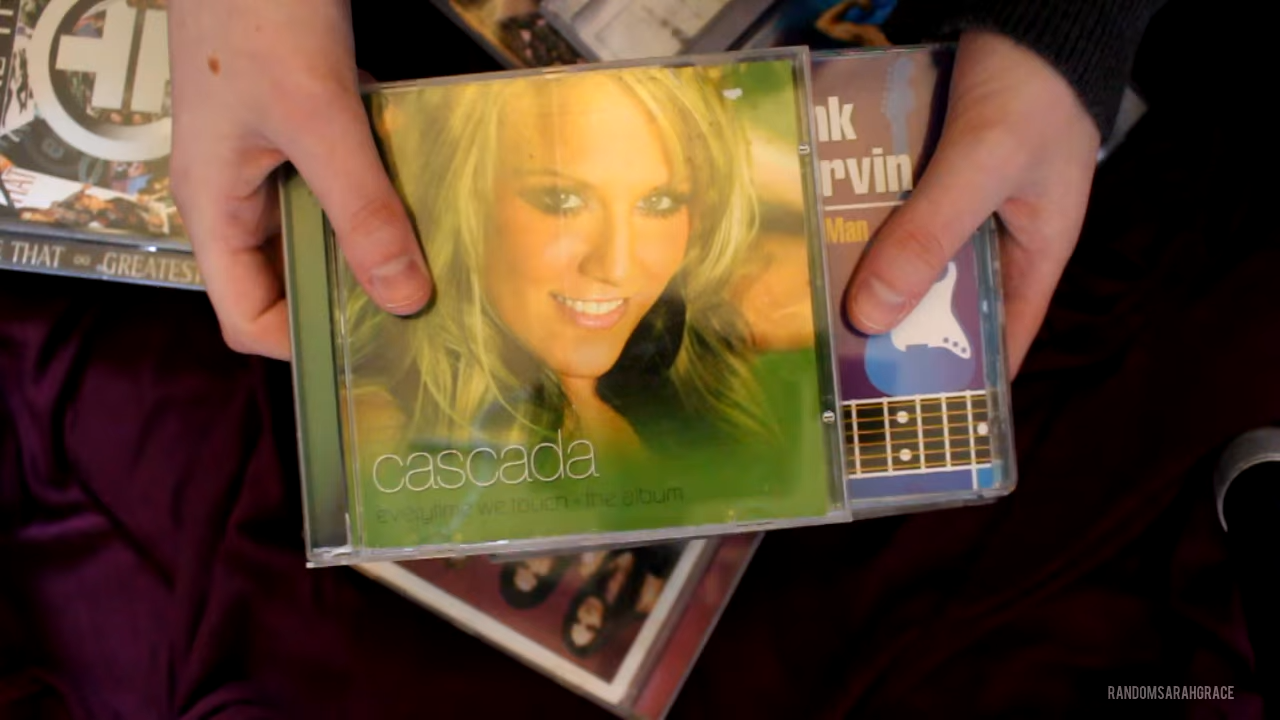 THAT ∞ GREATEST
cascada
everytime we touch • the album
nk
rvin
Man
RANDOMSARAHGRACE